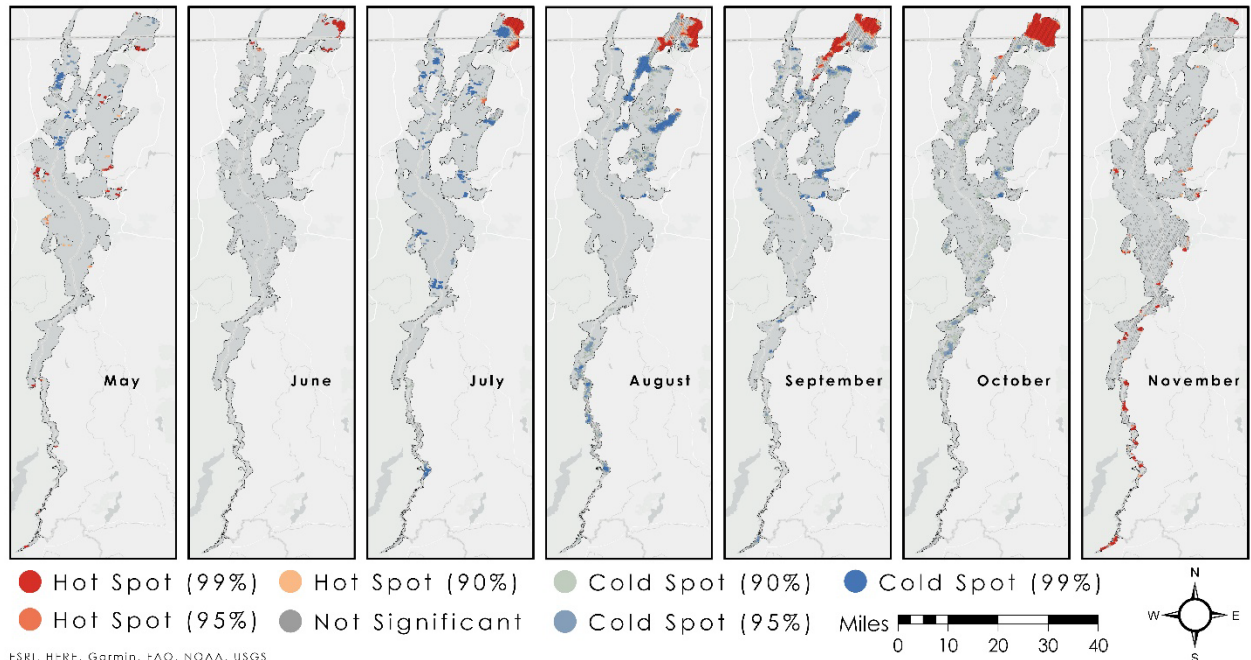 May June July August September October November
Hot Spot (99%) Hot Spot (90%) Cold Spot (90%) Cold Spot (99%)
Hot Spot (95%) Not Significant Cold Spot (95%) Miles
0 10 20 30 40
N
W E
S
ESRI, HERE, Garmin, FAO, NOAA, USGS